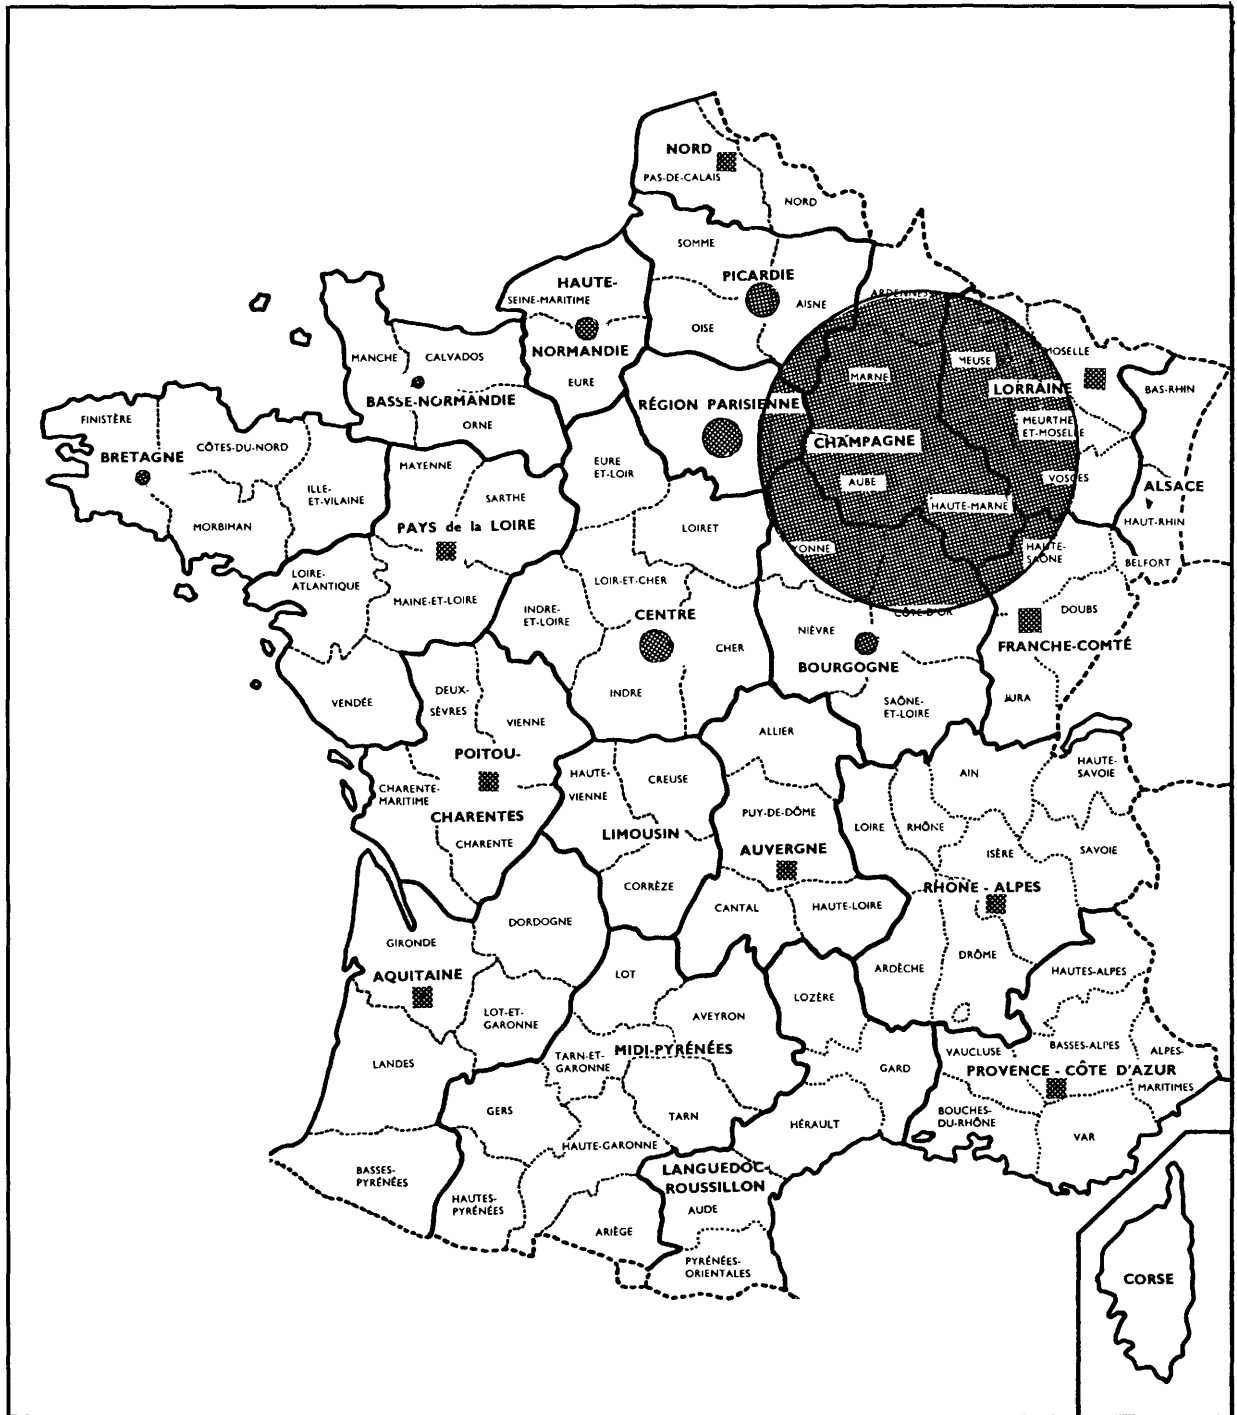 NORD
PAS-DE-CALAIS
NORD
SOMME
PICARDIE
AISNE
OISE
HAUTE-
SEINE-MARITIME
NORMANDIE
EURE
ARDENNES
MANCHE
CALVADOS
BASSE-NORMANDIE
ORNE
RÉGION PARISIENNE
MARNE
CHAMPAGNE
AUBE
HAUTE-MARNE
MEUSE
MOSELLE
LORRAINE
MEURTHE
ET-MOSELLE
VOSGES
BAS-RHIN
ALSACE
HAUT-RHIN
BELFORT
FINISTÈRE
BRETAGNE
CÔTES-DU-NORD
ILLE-
ET-VILAINE
MORBIHAN
MAYENNE
SARTHE
PAYS de la LOIRE
LOIRE-
ATLANTIQUE
MAINE-ET-LOIRE
VENDÉE
EURE
ET-LOIR
LOIRET
LOIR-ET-CHER
INDRE-
ET-LOIRE
CENTRE
CHER
INDRE
YONNE
CÔTE-D'OR
NIÈVRE
BOURGOGNE
SAÔNE-
ET-LOIRE
HAUTE-
SAÔNE
DOUBS
FRANCHE-COMTÉ
JURA
DEUX-
SÈVRES
VIENNE
POITOU-
CHARENTE-
MARITIME
CHARENTES
CHARENTE
HAUTE-
VIENNE
CREUSE
LIMOUSIN
CORRÈZE
ALLIER
PUY-DE-DÔME
AUVERGNE
CANTAL
HAUTE-LOIRE
AIN
HAUTE-
SAVOIE
LOIRE
RHÔNE
ISÈRE
SAVOIE
RHÔNE - ALPES
ARDÈCHE
DRÔME
GIRONDE
DORDOGNE
AQUITAINE
LOT-ET-
GARONNE
LANDES
BASSES-
PYRÉNÉES
LOT
AVEYRON
TARN-ET-
GARONNE
MIDI-PYRÉNÉES
GERS
TARN
HAUTE-GARONNE
HAUTES-
PYRÉNÉES
ARIÈGE
LOZÈRE
GARD
HÉRAULT
LANGUEDOC-
ROUSSILLON
AUDE
PYRÉNÉES-
ORIENTALES
HAUTES-ALPES
VAUCLUSE
BASSES-ALPES
ALPES-
MARITIMES
PROVENCE - CÔTE D'AZUR
BOUCHES-
DU-RHÔNE
VAR
CORSE